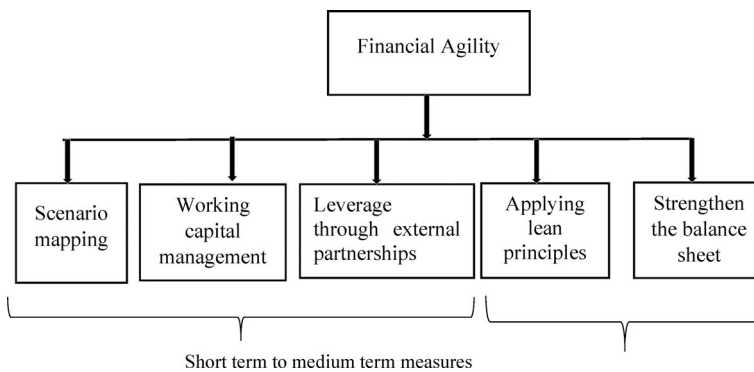 Financial Agility
Scenario
mapping
Working
capital
management
Leverage
through external
partnerships
Applying
lean
principles
Strengthen
the balance
sheet
Short term to medium term measures